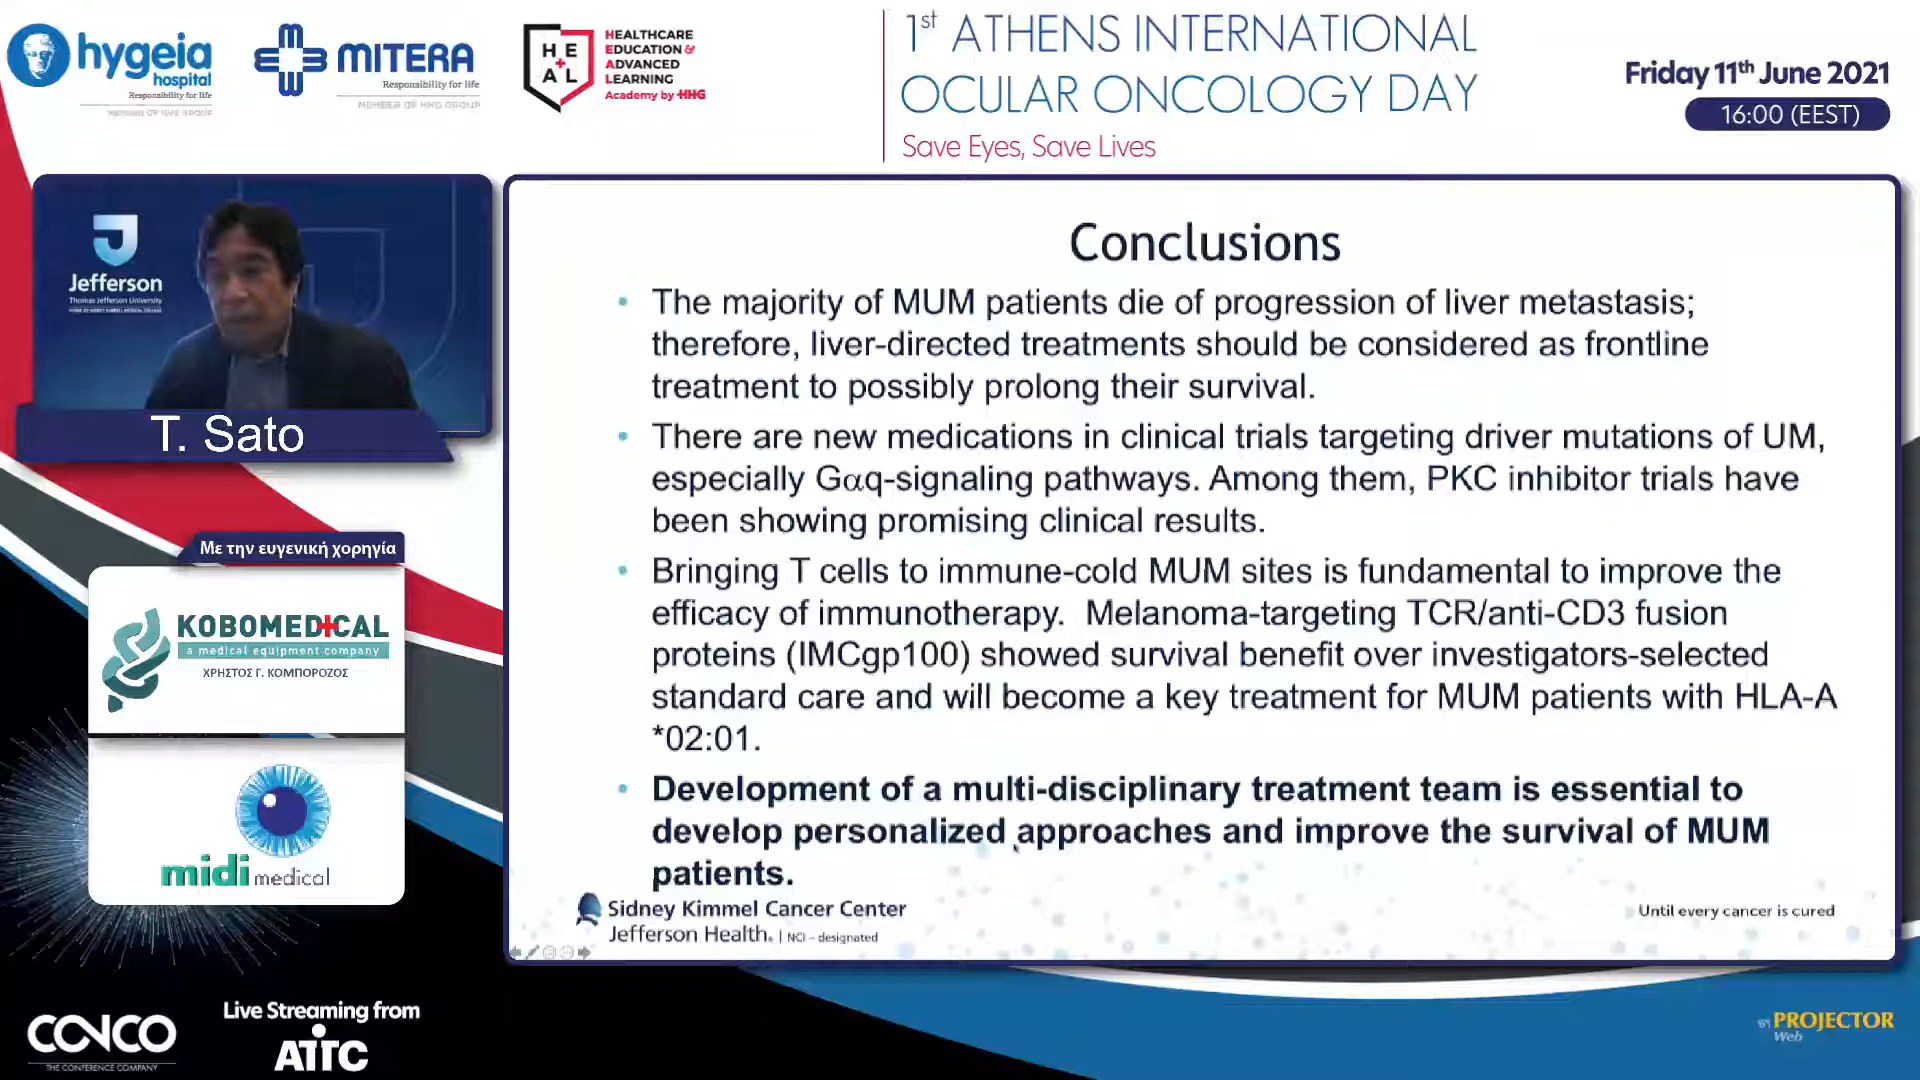 hygeia
hospital
Responsibility for life
MEMBER OF HHG GROUP
MITERA
Responsibility for life
MEMBER OF HHG GROUP
HE
AL
HEALTHCARE
EDUCATION &
ADVANCED
LEARNING
Academy by HHG
1st ATHENS INTERNATIONAL
OCULAR ONCOLOGY DAY
Save Eyes, Save Lives
Friday 11th June 2021
16:00 (EEST)
Jefferson
Thomas Jefferson University
HOME OF SIDNEY KIMMEL MEDICAL COLLEGE
T. Sato
Με την ευγενική χορηγία
KOBOMEDICAL
a medical equipment company
ΧΡΗΣΤΟΣ Γ. ΚΟΜΠΟΡΟΖΟΣ
midi medical
Conclusions
• The majority of MUM patients die of progression of liver metastasis;
therefore, liver-directed treatments should be considered as frontline
treatment to possibly prolong their survival.
• There are new medications in clinical trials targeting driver mutations of UM,
especially Gαq-signaling pathways. Among them, PKC inhibitor trials have
been showing promising clinical results.
• Bringing T cells to immune-cold MUM sites is fundamental to improve the
efficacy of immunotherapy. Melanoma-targeting TCR/anti-CD3 fusion
proteins (IMCgp100) showed survival benefit over investigators-selected
standard care and will become a key treatment for MUM patients with HLA-A
*02:01.
• Development of a multi-disciplinary treatment team is essential to
develop personalized approaches and improve the survival of MUM
patients.
Sidney Kimmel Cancer Center
Jefferson Health. | NCI – designated
Until every cancer is cured
CONCO
THE CONFERENCE COMPANY
Live Streaming from
AITC
BY PROJECTOR
Web